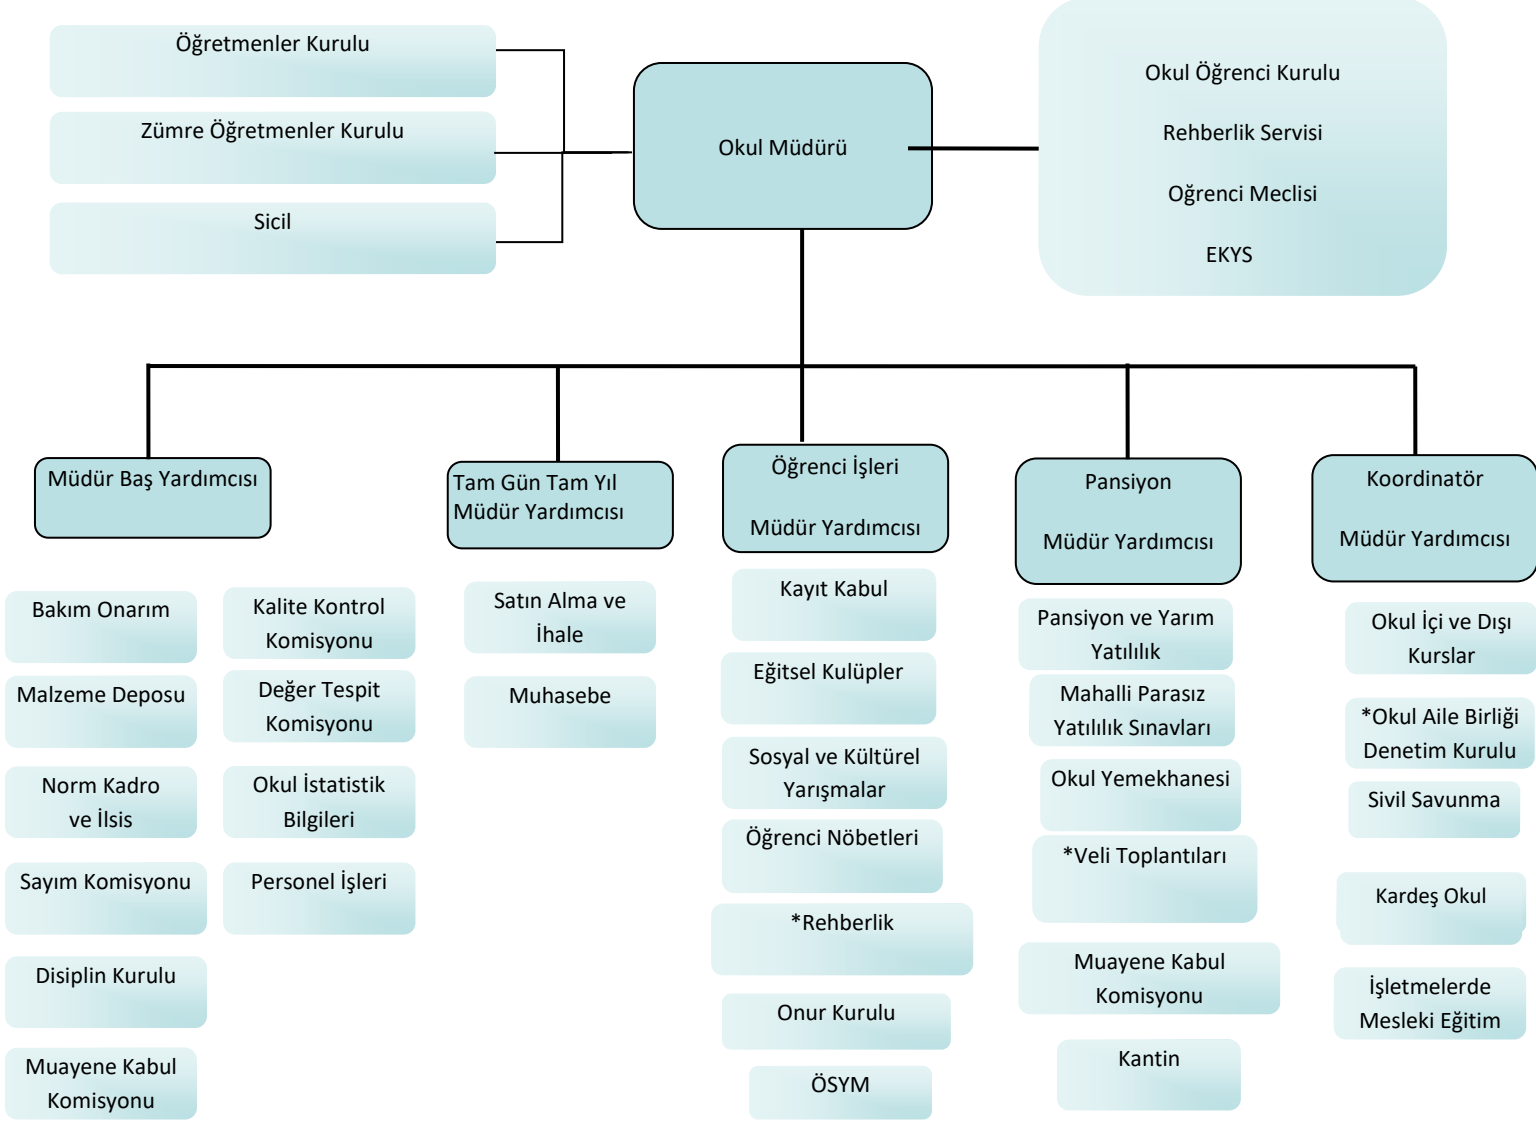 Öğretmenler Kurulu
Zümre Öğretmenler Kurulu
Sicil
Okul Müdürü
Okul Öğrenci Kurulu
Rehberlik Servisi
Oğrenci Meclisi
EKYS
Müdür Baş Yardımcısı
Tam Gün Tam Yıl
Müdür Yardımcısı
Öğrenci İşleri
Müdür Yardımcısı
Pansiyon
Müdür Yardımcısı
Koordinatör
Müdür Yardımcısı
Bakım Onarım
Malzeme Deposu
Norm Kadro
ve İlsis
Sayım Komisyonu
Disiplin Kurulu
Muayene Kabul
Komisyonu
Kalite Kontrol
Komisyonu
Değer Tespit
Komisyonu
Okul İstatistik
Bilgileri
Personel İşleri
Satın Alma ve
İhale
Muhasebe
Kayıt Kabul
Eğitsel Kulüpler
Sosyal ve Kültürel
Yarışmalar
Öğrenci Nöbetleri
*Rehberlik
Onur Kurulu
ÖSYM
Pansiyon ve Yarım
Yatılılık
Mahalli Parasız
Yatılılık Sınavları
Okul Yemekhanesi
*Veli Toplantıları
Muayene Kabul
Komisyonu
Kantin
Okul İçi ve Dışı
Kurslar
*Okul Aile Birliği
Denetim Kurulu
Sivil Savunma
Kardeş Okul
İşletmelerde
Mesleki Eğitim